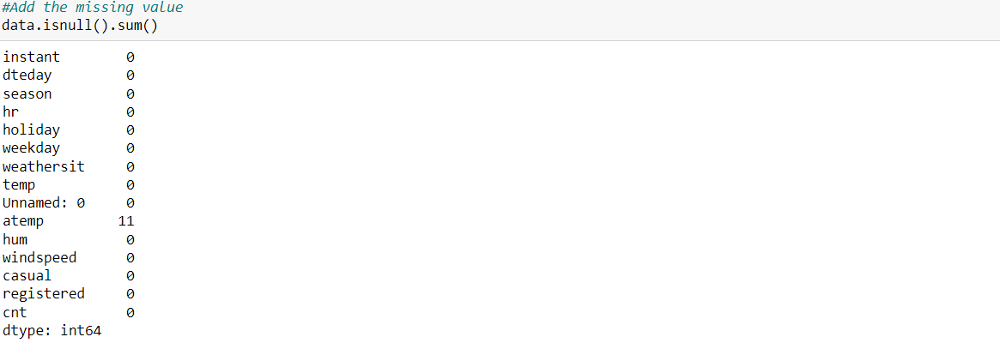 #Add the missing value
data.isnull().sum()
instant 0
dteday 0
season 0
hr 0
holiday 0
weekday 0
weathersit 0
temp 0
Unnamed: 0 0
atemp 11
hum 0
windspeed 0
casual 0
registered 0
cnt 0
dtype: int64